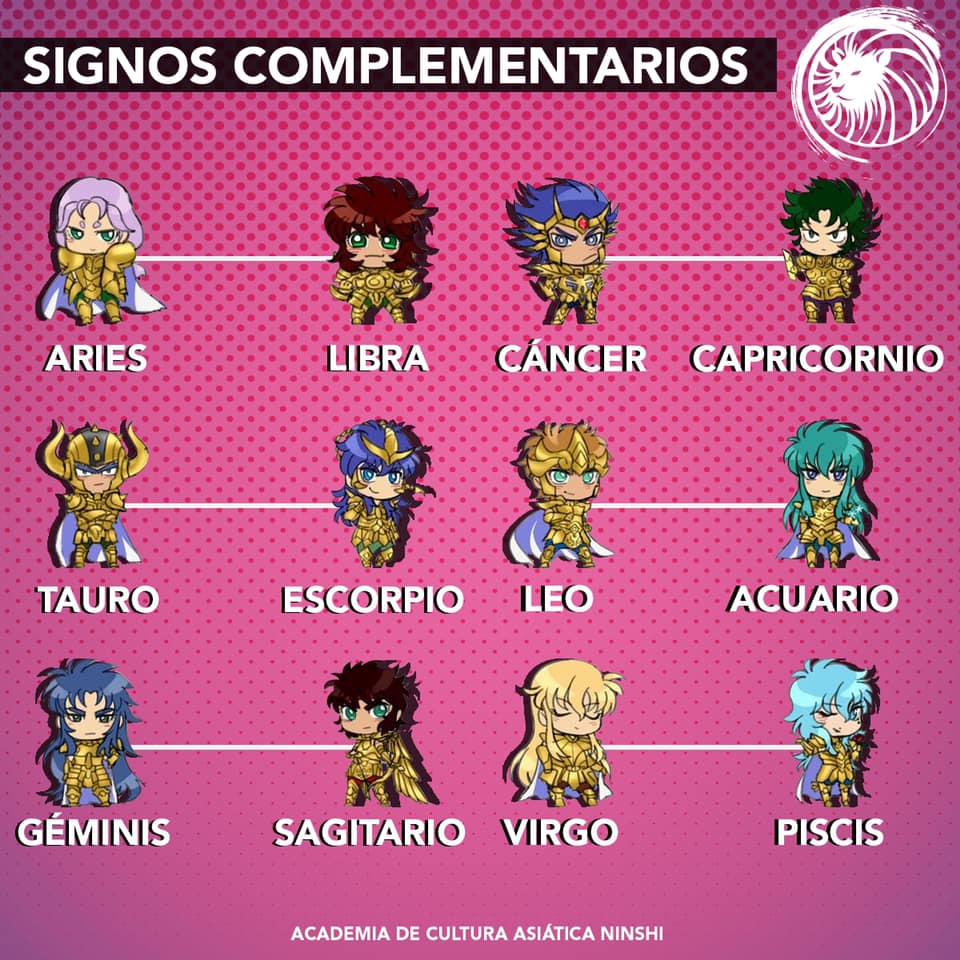 SIGNOS COMPLEMENTARIOS
ARIES
LIBRA
CÁNCER
CAPRICORNIO
TAURO
ESCORPIO
LEO
ACUARIO
GÉMINIS
SAGITARIO
VIRGO
PISCIS
ACADEMIA DE CULTURA ASIÁTICA NINSHI